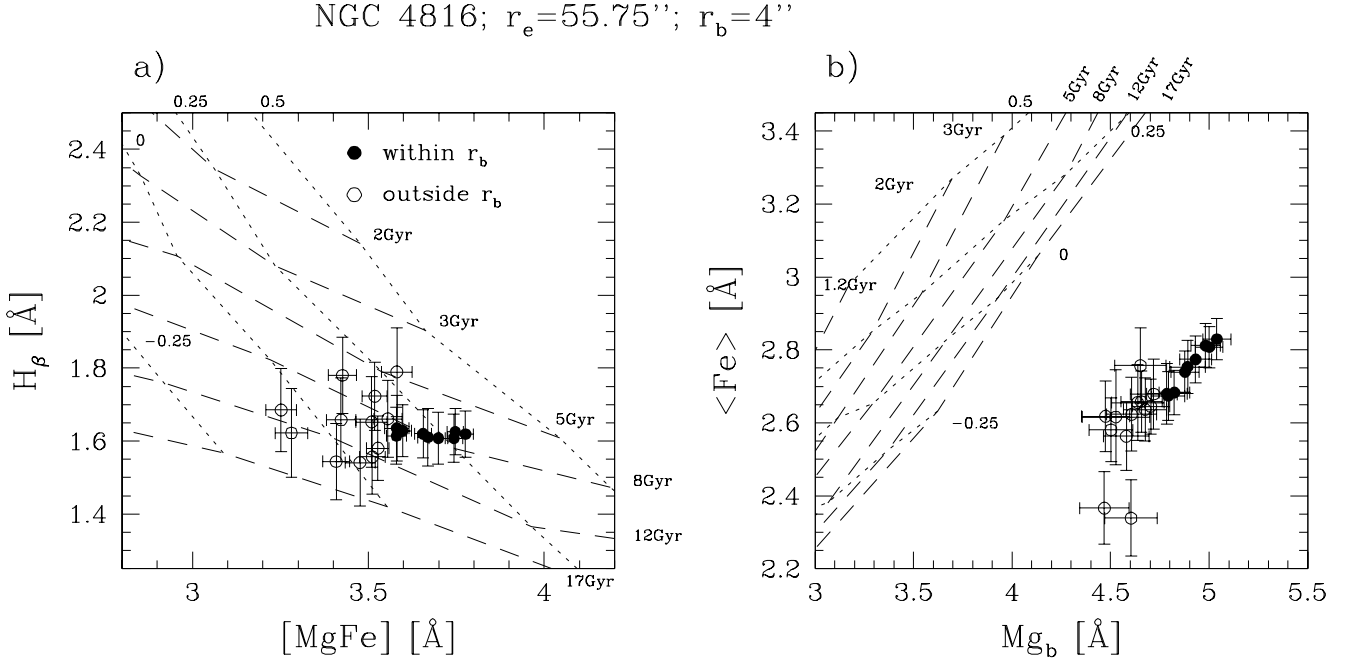 NGC 4816; r_e=55.75’’; r_b=4’’
a)
0.25
0.5
0
-0.25
within r_b
outside r_b
2Gyr
3Gyr
5Gyr
8Gyr
12Gyr
17Gyr
2.4
2.2
2
1.8
1.6
1.4
H_β [Å]
3
3.5
4
[MgFe] [Å]
b)
0.5
5Gyr
8Gyr
12Gyr
17Gyr
3Gyr
0.25
2Gyr
0
1.2Gyr
-0.25
3.4
3.2
3
2.8
2.6
2.4
2.2
<Fe> [Å]
3
3.5
4
4.5
5
5.5
Mg_b [Å]